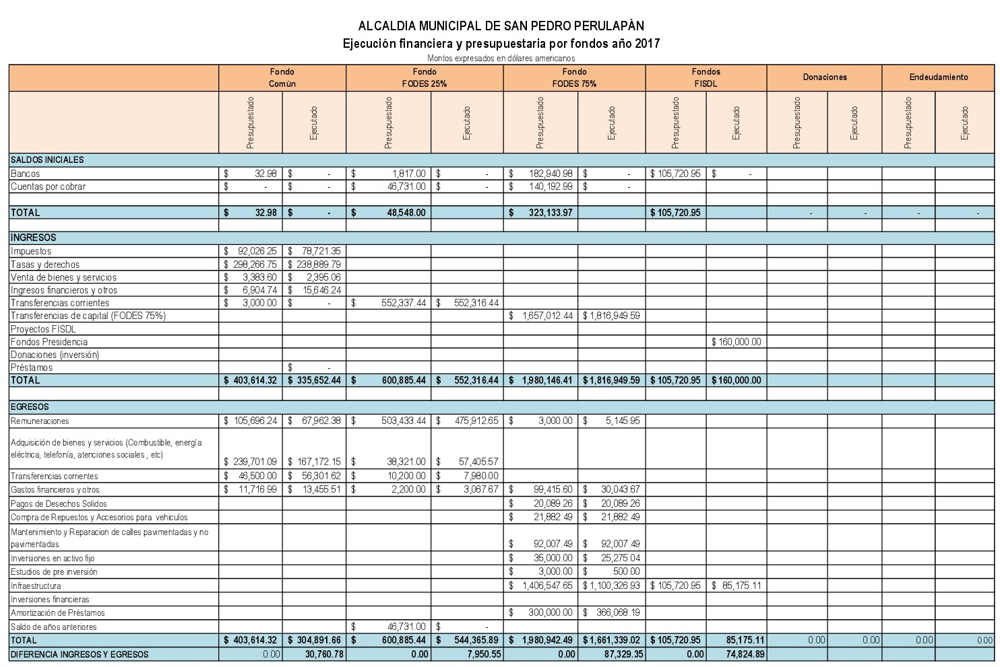 ALCALDIA MUNICIPAL DE SAN PEDRO PERULAPÁN
Ejecución financiera y presupuestaria por fondos año 2017
Montos expresados en dólares americanos
Fondo Común Fondo FODES 25% Fondo FODES 75% Fondos FISDL Donaciones Endeudamiento
Presupuestado Ejecutado Presupuestado Ejecutado Presupuestado Ejecutado Presupuestado Ejecutado Presupuestado Ejecutado Presupuestado Ejecutado
SALDOS INICIALES
Bancos $ 32.98 $ - $ 1,817.00 $ - $ 182,940.98 $ - $ 105,720.95 $ -
Cuentas por cobrar $ - $ - $ 46,731.00 $ - $ 140,192.99 $ -
TOTAL $ 32.98 $ - $ 48,548.00 $ 323,133.97 $ 105,720.95 - - - -
INGRESOS
Impuestos $ 92,026.25 $ 78,721.35
Tasas y derechos $ 298,266.75 $ 238,889.79
Venta de bienes y servicios $ 3,383.60 $ 2,395.06
Ingresos financieros y otros $ 6,904.74 $ 15,646.24
Transferencias corrientes $ 3,000.00 $ - $ 552,337.44 $ 552,316.44
Transferencias de capital (FODES 75%) $ 1,657,012.44 $ 1,816,949.59
Proyectos FISDL
Fondos Presidencia $ 160,000.00
Donaciones (inversión)
Préstamos $ -
TOTAL $ 403,614.32 $ 335,652.44 $ 600,885.44 $ 552,316.44 $ 1,980,146.41 $ 1,816,949.59 $ 105,720.95 $ 160,000.00
EGRESOS
Remuneraciones $ 105,696.24 $ 67,962.38 $ 503,433.44 $ 475,912.65 $ 3,000.00 $ 5,145.95
Adquisición de bienes y servicios (Combustible, energía
eléctrica, telefonía, atenciones sociales , etc) $ 239,701.09 $ 167,172.15 $ 38,321.00 $ 57,405.57
Transferencias corrientes $ 46,500.00 $ 56,301.62 $ 10,200.00 $ 7,980.00
Gastos financieros y otros $ 11,716.99 $ 13,455.51 $ 2,200.00 $ 3,067.67 $ 99,415.60 $ 30,043.67
Pagos de Desechos Solidos $ 20,089.26 $ 20,089.26
Compra de Repuestos y Accesorios para vehiculos $ 21,882.49 $ 21,882.49
Mantenimiento y Reparacion de calles pavimentadas y no
pavimentadas $ 92,007.49 $ 92,007.49
Inversiones en activo fijo $ 35,000.00 $ 25,275.04
Estudios de pre inversión $ 3,000.00 $ 500.00
Infraestructura $ 1,406,547.65 $ 1,100,326.93 $ 105,720.95 $ 85,175.11
Inversiones financieras
Amortización de Préstamos $ 300,000.00 $ 366,068.19
Saldo de años anteriores $ 46,731.00 $ -
TOTAL $ 403,614.32 $ 304,891.66 $ 600,885.44 $ 544,365.89 $ 1,980,942.49 $ 1,661,339.02 $ 105,720.95 85,175.11 0.00 0.00 0.00 0.00
DIFERENCIA INGRESOS Y EGRESOS 0.00 30,760.78 0.00 7,950.55 0.00 87,329.35 0.00 74,824.89